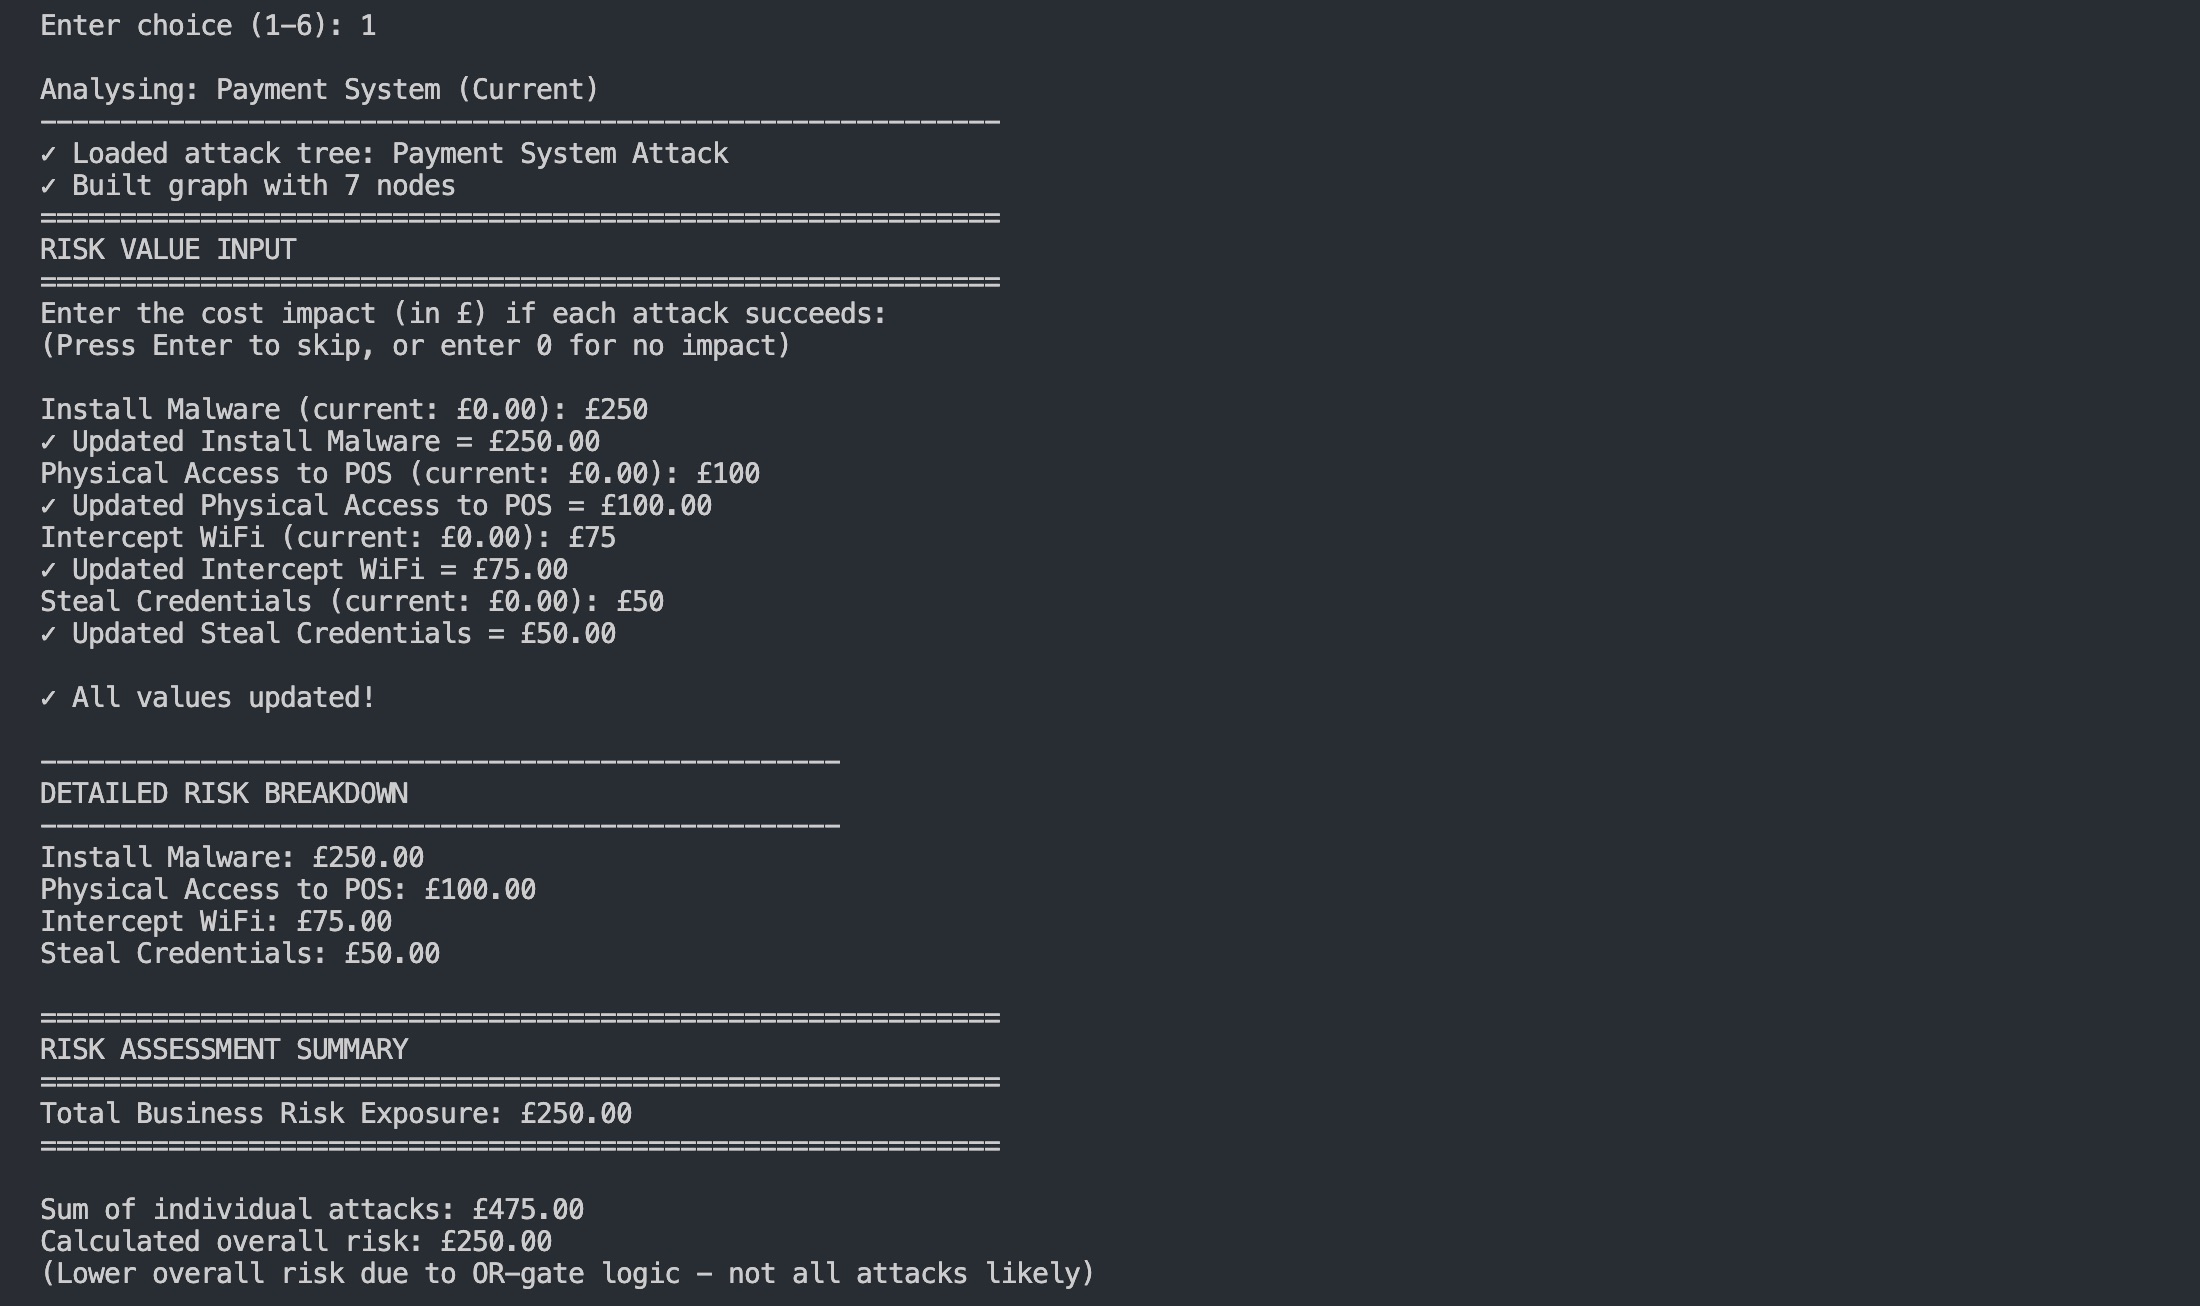 Enter choice (1-6): 1
Analysing: Payment System (Current)
------------------------------------------------------------
✓ Loaded attack tree: Payment System Attack
✓ Built graph with 7 nodes
============================================================
RISK VALUE INPUT
============================================================
Enter the cost impact (in £) if each attack succeeds:
(Press Enter to skip, or enter 0 for no impact)
Install Malware (current: £0.00): £250
✓ Updated Install Malware = £250.00
Physical Access to POS (current: £0.00): £100
✓ Updated Physical Access to POS = £100.00
Intercept WiFi (current: £0.00): £75
✓ Updated Intercept WiFi = £75.00
Steal Credentials (current: £0.00): £50
✓ Updated Steal Credentials = £50.00
✓ All values updated!
--------------------------------------------------
DETAILED RISK BREAKDOWN
--------------------------------------------------
Install Malware: £250.00
Physical Access to POS: £100.00
Intercept WiFi: £75.00
Steal Credentials: £50.00
============================================================
RISK ASSESSMENT SUMMARY
============================================================
Total Business Risk Exposure: £250.00
============================================================
Sum of individual attacks: £475.00
Calculated overall risk: £250.00
(Lower overall risk due to OR-gate logic - not all attacks likely)